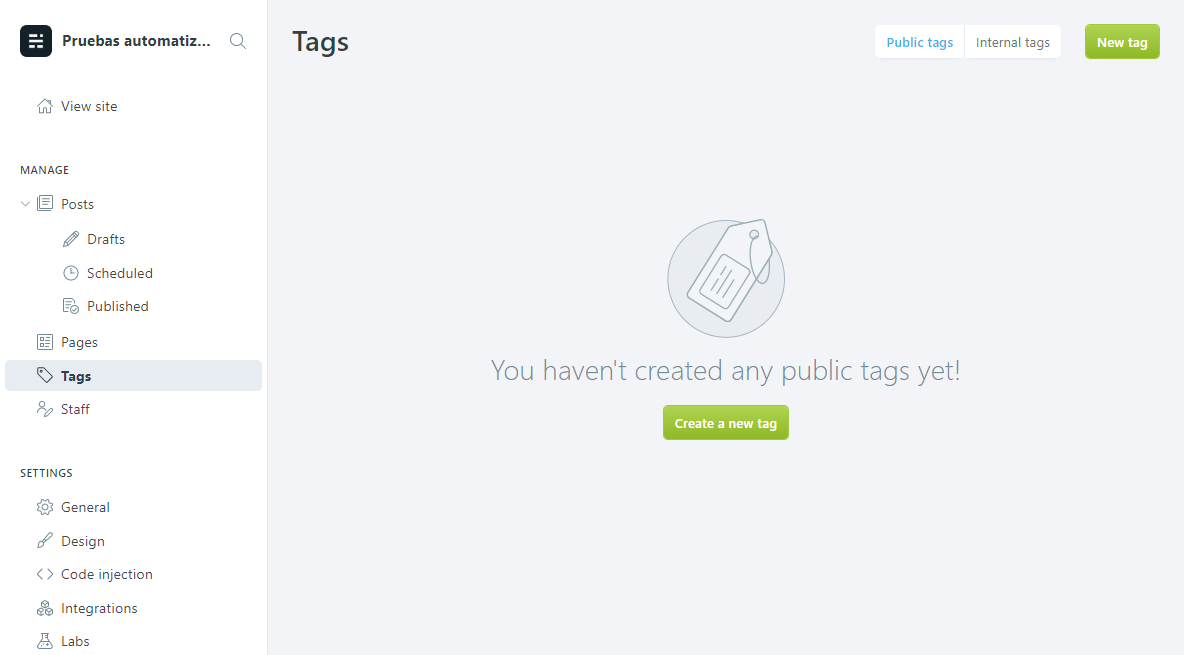 Pruebas automatiz...
View site
MANAGE
Posts
Drafts
Scheduled
Published
Pages
Tags
Staff
SETTINGS
General
Design
Code injection
Integrations
Labs
Tags
Public tags
Internal tags
New tag
You haven't created any public tags yet!
Create a new tag